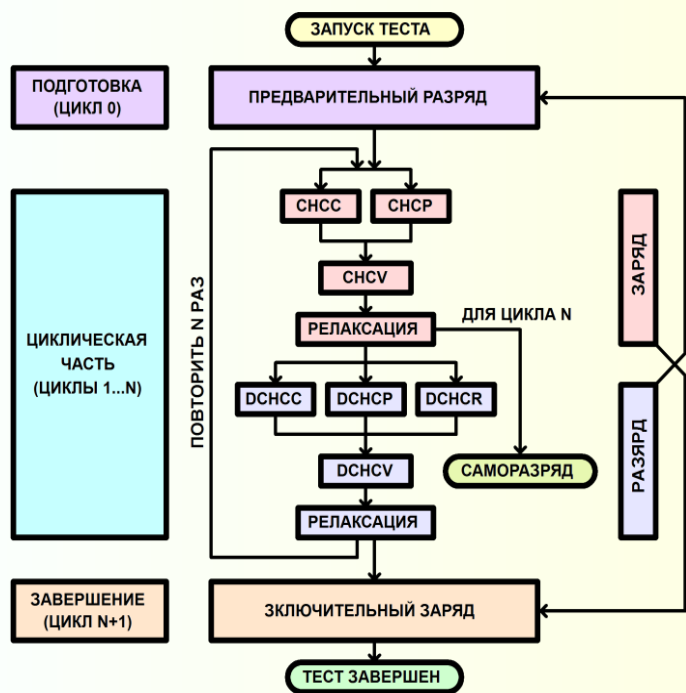 ЗАПУСК ТЕСТА
ПОДГОТОВКА
(ЦИКЛ 0)
ПРЕДВАРИТЕЛЬНЫЙ РАЗРЯД
ЦИКЛИЧЕСКАЯ
ЧАСТЬ
(ЦИКЛЫ 1...N)
ПОВТОРИТЬ N РАЗ
CHCC
CHCP
CHCV
РЕЛАКСАЦИЯ
ДЛЯ ЦИКЛА N
DCHCC
DCHCP
DCHCR
DCHCV
САМОРАЗРЯД
РЕЛАКСАЦИЯ
ЗАРЯД
РАЗЯРД
ЗАВЕРШЕНИЕ
(ЦИКЛ N+1)
ЗКЛЮЧИТЕЛЬНЫЙ ЗАРЯД
ТЕСТ ЗАВЕРШЕН